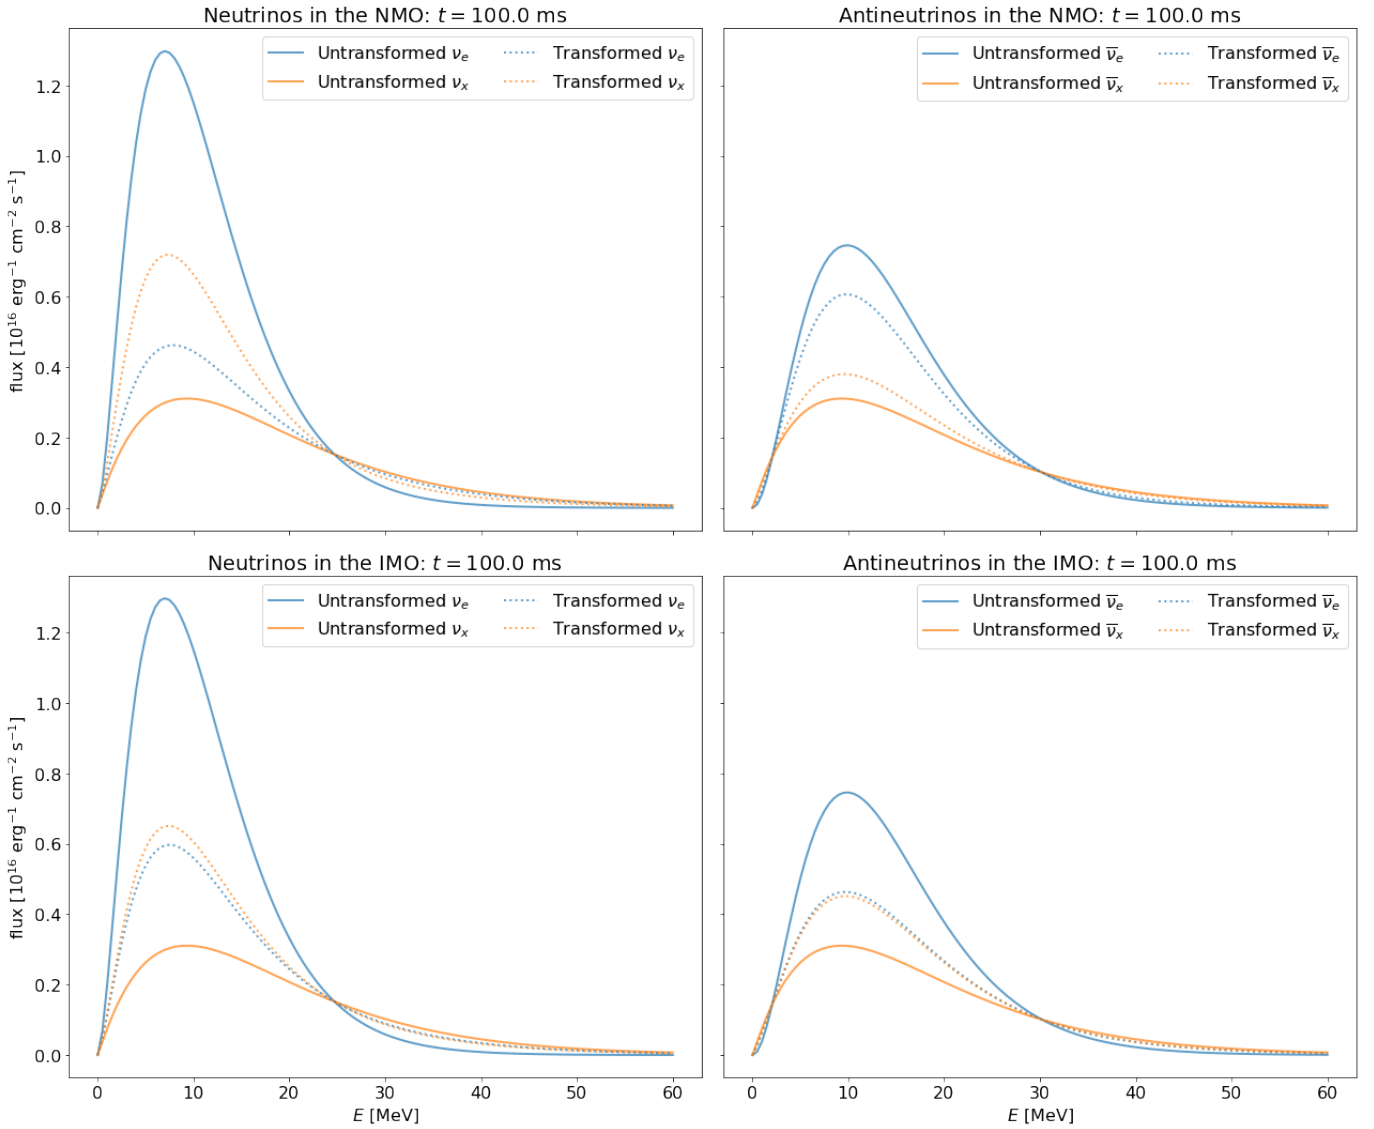 Neutrinos in the NMO: t = 100.0 ms
Untransformed νₑ Transformed νₑ
Untransformed νₓ Transformed νₓ
flux [10¹⁶ erg⁻¹ cm⁻² s⁻¹]
1.2
1.0
0.8
0.6
0.4
0.2
0.0
Antineutrinos in the NMO: t = 100.0 ms
Untransformed ν̅ₑ Transformed ν̅ₑ
Untransformed ν̅ₓ Transformed ν̅ₓ
Neutrinos in the IMO: t = 100.0 ms
Untransformed νₑ Transformed νₑ
Untransformed νₓ Transformed νₓ
flux [10¹⁶ erg⁻¹ cm⁻² s⁻¹]
1.2
1.0
0.8
0.6
0.4
0.2
0.0
0 10 20 30 40 50 60
E [MeV]
Antineutrinos in the IMO: t = 100.0 ms
Untransformed ν̅ₑ Transformed ν̅ₑ
Untransformed ν̅ₓ Transformed ν̅ₓ
0 10 20 30 40 50 60
E [MeV]